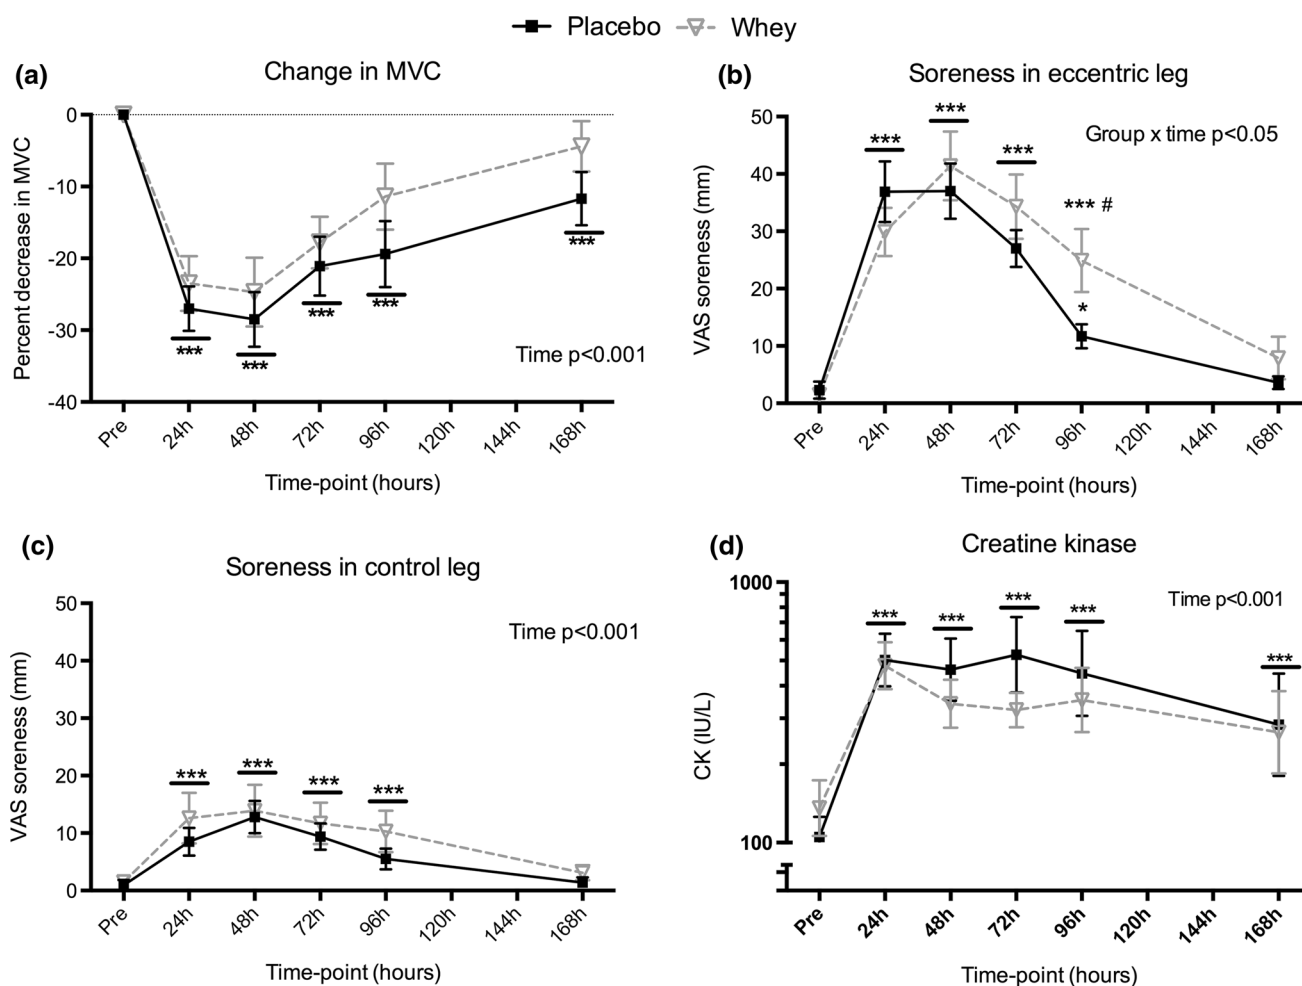 Placebo Whey
(a) Change in MVC
Percent decrease in MVC
0
-10
-20
-30
-40
*** *** *** *** ***
Time p<0.001
Pre 24h 48h 72h 96h 120h 144h 168h
Time-point (hours)
(b) Soreness in eccentric leg
VAS soreness (mm)
50
40
30
20
10
0
*** *** *** *** #
*
Group x time p<0.05
Pre 24h 48h 72h 96h 120h 144h 168h
Time-point (hours)
(c) Soreness in control leg
VAS soreness (mm)
50
40
30
20
10
0
*** *** *** ***
Time p<0.001
Pre 24h 48h 72h 96h 120h 144h 168h
Time-point (hours)
(d) Creatine kinase
CK (IU/L)
1000
100
*** *** *** *** ***
Time p<0.001
Pre 24h 48h 72h 96h 120h 144h 168h
Time-point (hours)